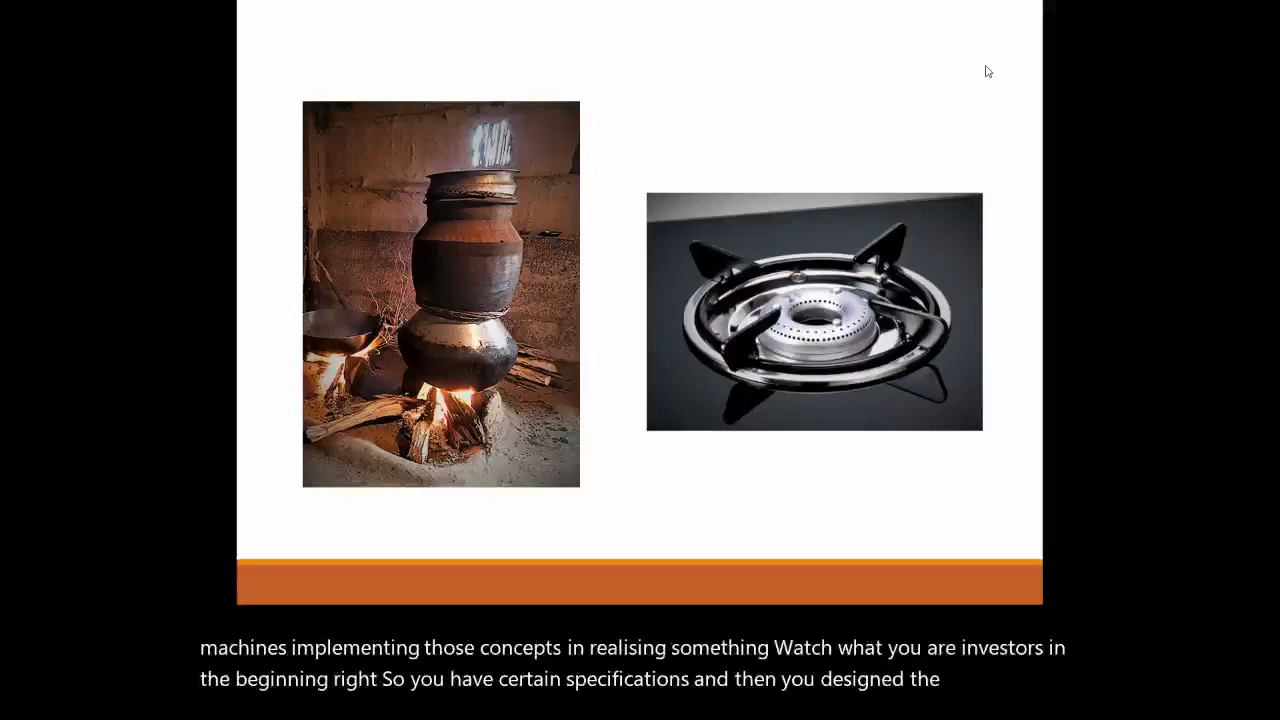 machines implementing those concepts in realising something Watch what you are investors in
the beginning right So you have certain specifications and then you designed the